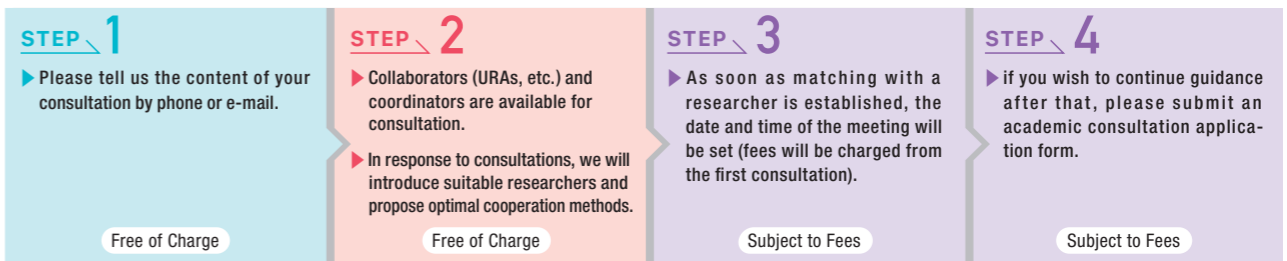 STEP 1
▶ Please tell us the content of your
consultation by phone or e-mail.
Free of Charge
STEP 2
▶ Collaborators (URAs, etc.) and
coordinators are available for
consultation.
▶ In response to consultations, we will
introduce suitable researchers and
propose optimal cooperation methods.
Free of Charge
STEP 3
▶ As soon as matching with a
researcher is established, the
date and time of the meeting will
be set (fees will be charged from
the first consultation).
Subject to Fees
STEP 4
▶ if you wish to continue guidance
after that, please submit an
academic consultation applica-
tion form.
Subject to Fees